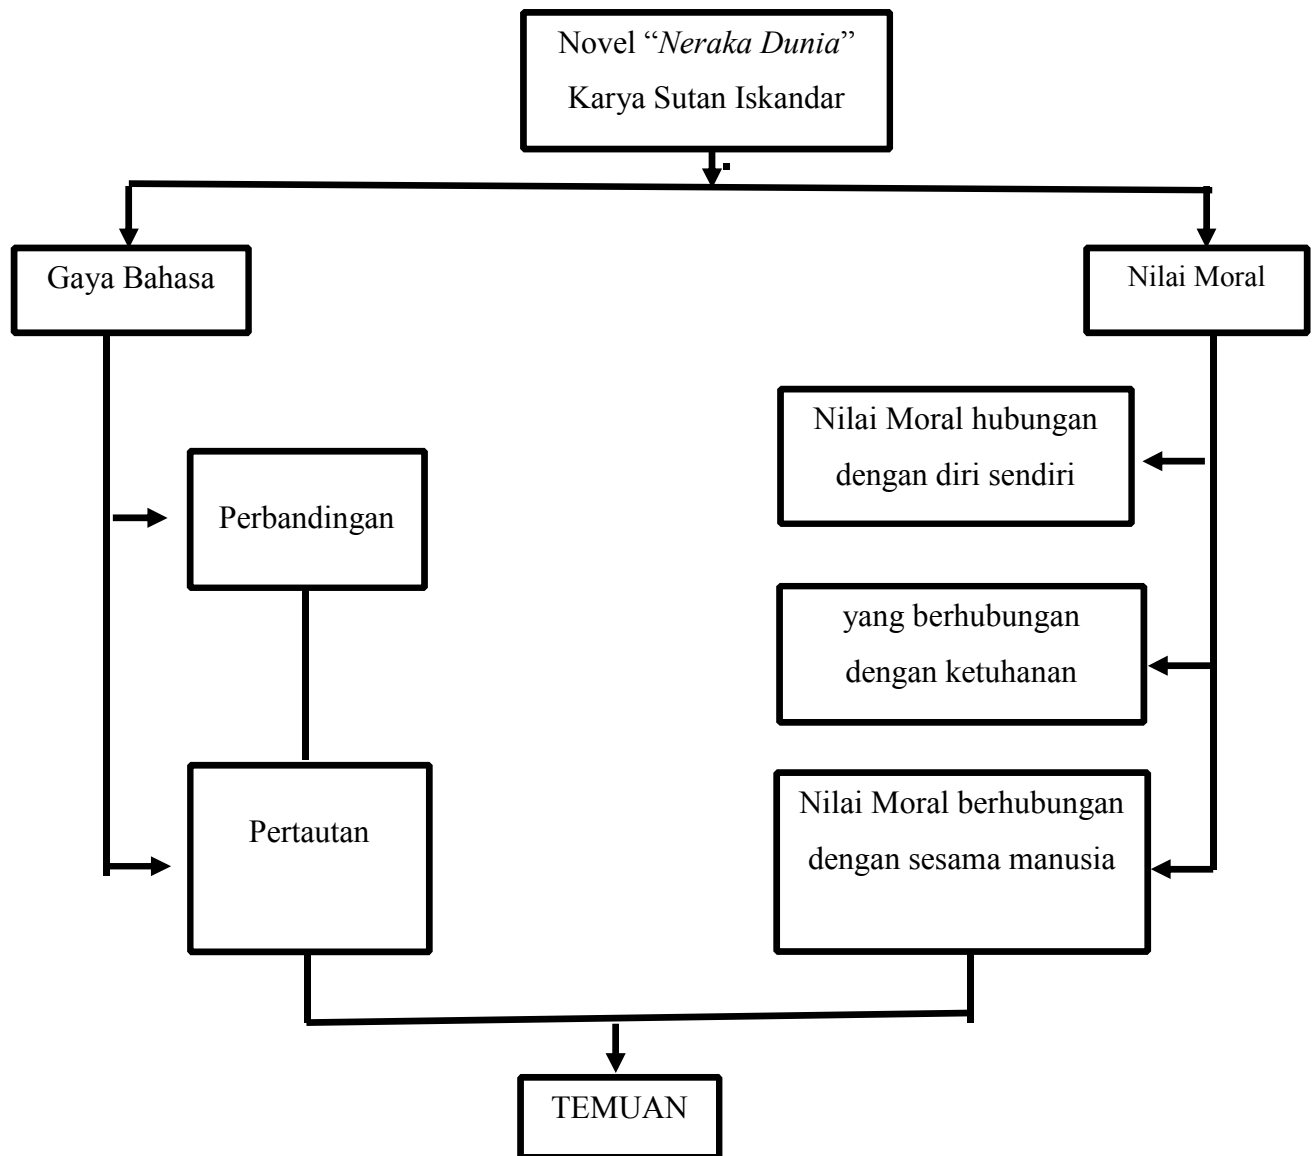 Novel “Neraka Dunia”
Karya Sutan Iskandar
Gaya Bahasa
Nilai Moral
Nilai Moral hubungan
dengan diri sendiri
Perbandingan
yang berhubungan
dengan ketuhanan
Pertautan
Nilai Moral berhubungan
dengan sesama manusia
TEMUAN